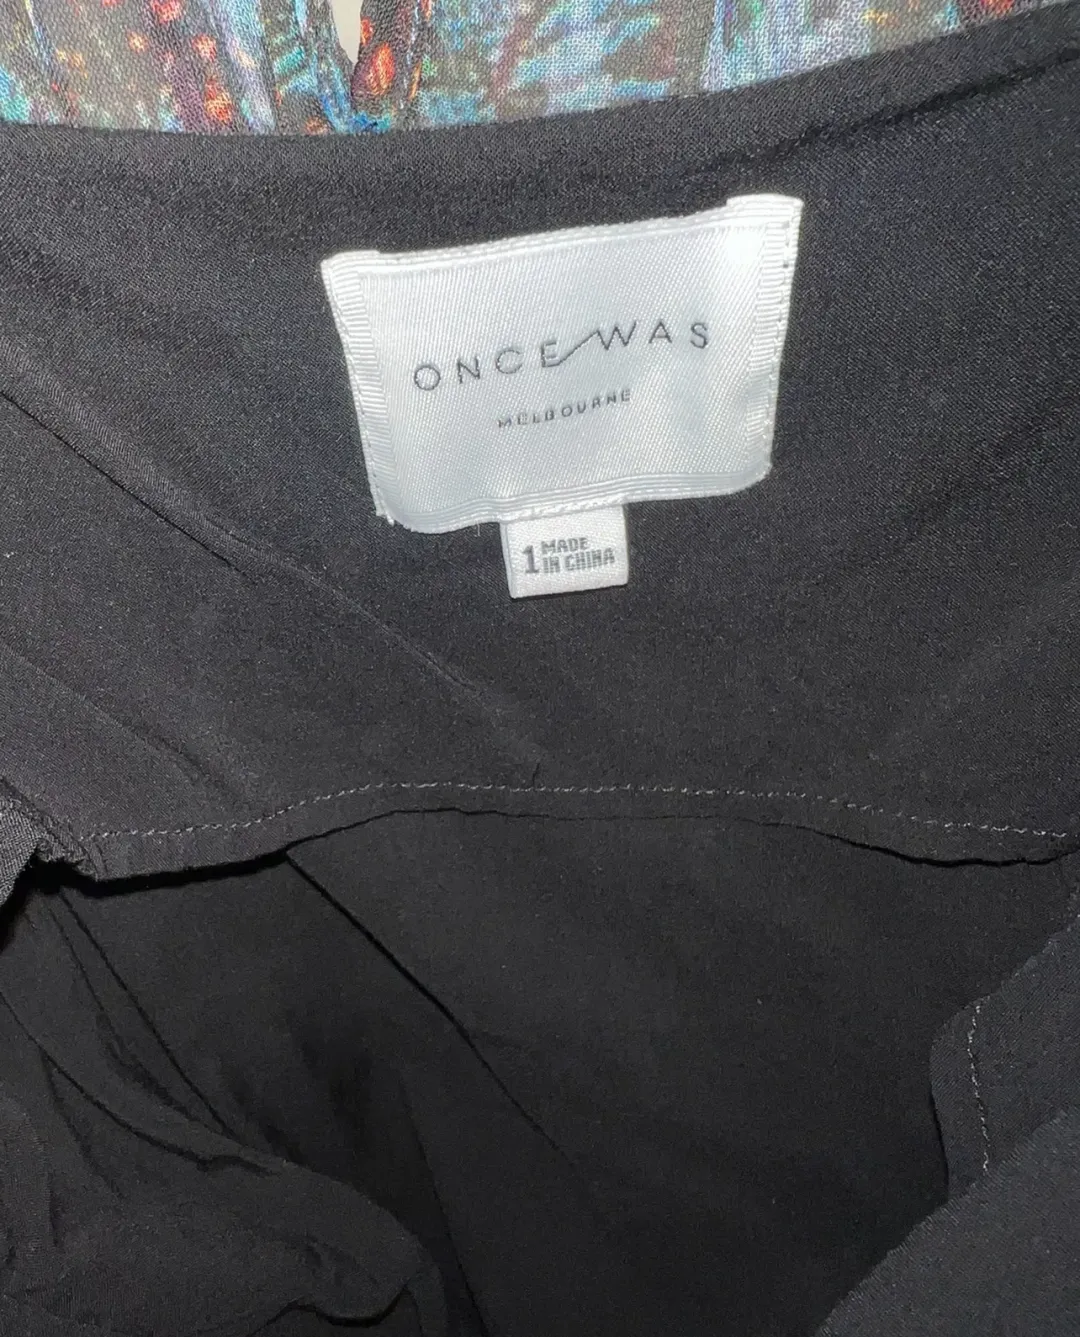 ONCE WAS
MELBOURNE
1 MADE
IN CHINA